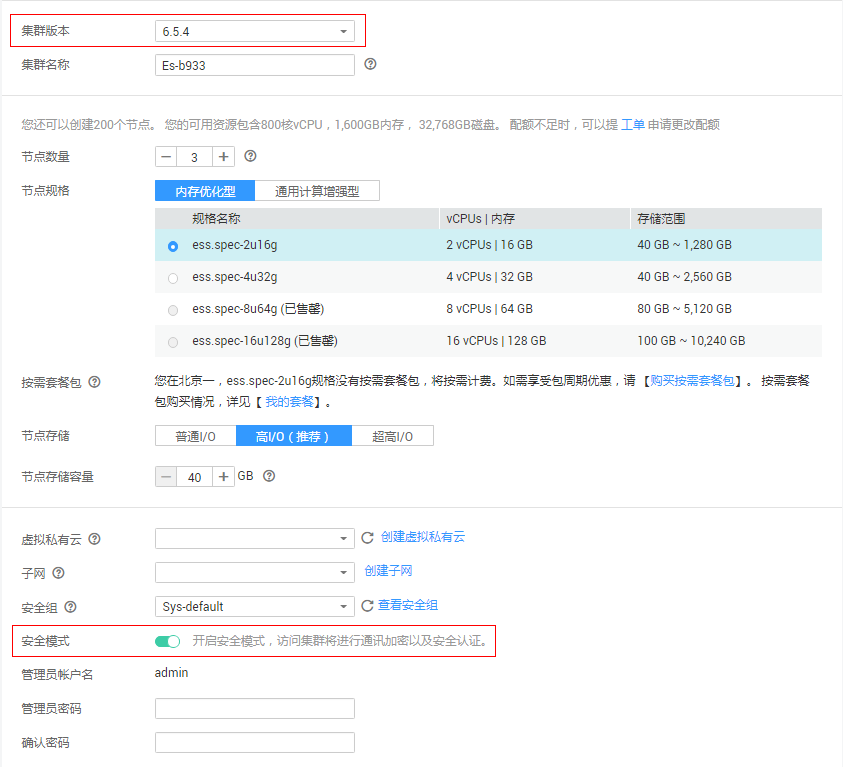 集群版本 6.5.4
集群名称 Es-b933
您还可以创建200个节点。 您的可用资源包含800核vCPU，1,600GB内存， 32,768GB磁盘。 配额不足时，可以提 工单 申请更改配额
节点数量 3
节点规格 内存优化型 通用计算增强型
规格名称 vCPUs | 内存 存储范围
ess.spec-2u16g 2 vCPUs | 16 GB 40 GB ~ 1,280 GB
ess.spec-4u32g 4 vCPUs | 32 GB 40 GB ~ 2,560 GB
ess.spec-8u64g (已售罄) 8 vCPUs | 64 GB 80 GB ~ 5,120 GB
ess.spec-16u128g (已售罄) 16 vCPUs | 128 GB 100 GB ~ 10,240 GB
按需套餐包 您在北京一，ess.spec-2u16g规格没有按需套餐包，将按需计费。如需享受包周期优惠，请 【购买按需套餐包】。 按需套餐
包购买情况，详见【 我的套餐】。
节点存储 普通I/O 高I/O（推荐） 超高I/O
节点存储容量 40 GB
虚拟私有云 创建虚拟私有云
子网 创建子网
安全组 Sys-default 查看安全组
安全模式 开启安全模式，访问集群将进行通讯加密以及安全认证。
管理员帐户名 admin
管理员密码
确认密码